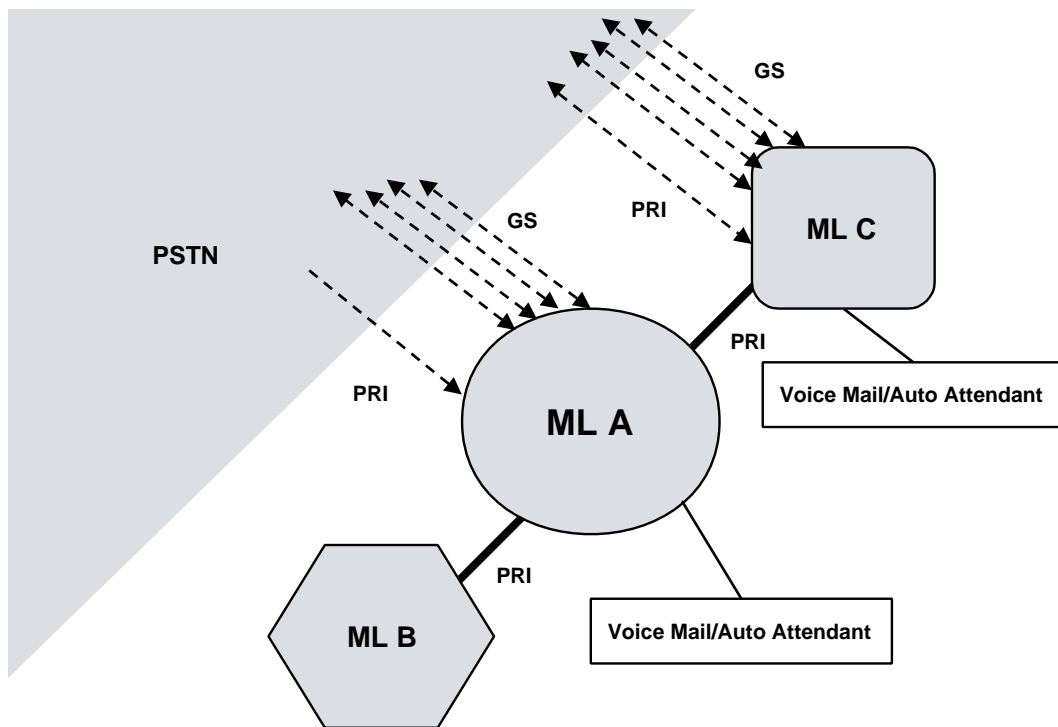 GS
PRI
ML C
GS
PSTN
PRI
PRI
Voice Mail/Auto Attendant
ML A
PRI
Voice Mail/Auto Attendant
ML B